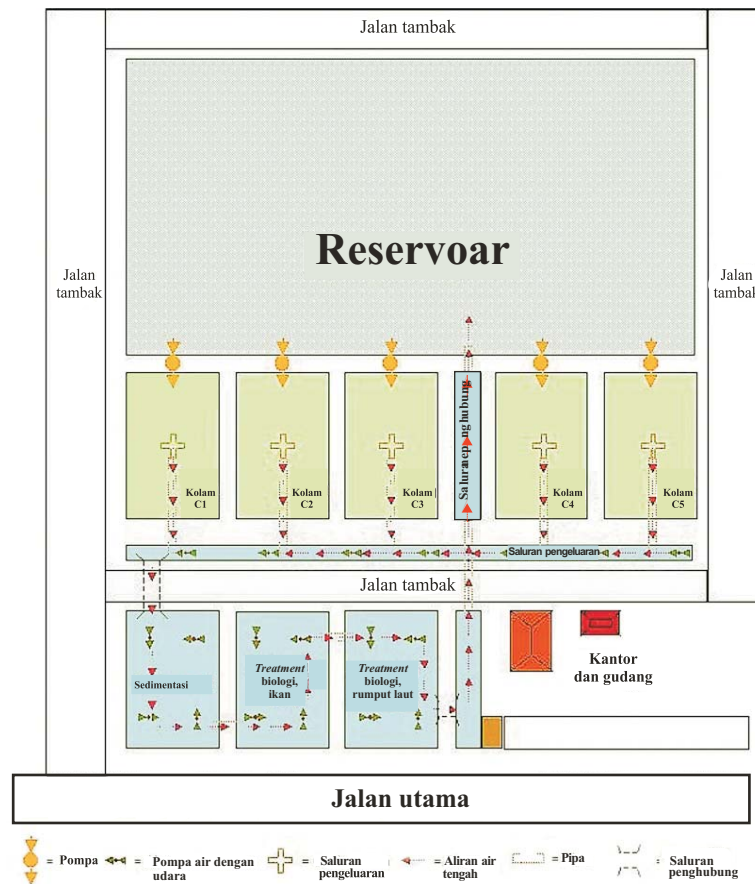 Jalan tambak
Reservoar
Jalan
tambak
Jalan
tambak
Saluran penghubung
Kolam
C1
Kolam
C2
Kolam
C3
Kolam
C4
Kolam
C5
Saluran pengeluaran
Jalan tambak
Sedimentasi
Treatment
biologi,
ikan
Treatment
biologi,
rumput laut
Kantor
dan gudang
Jalan utama
= Pompa
= Pompa air dengan
udara
= Saluran
pengeluaran
= Aliran air
tengah
= Pipa
= Saluran
penghubung